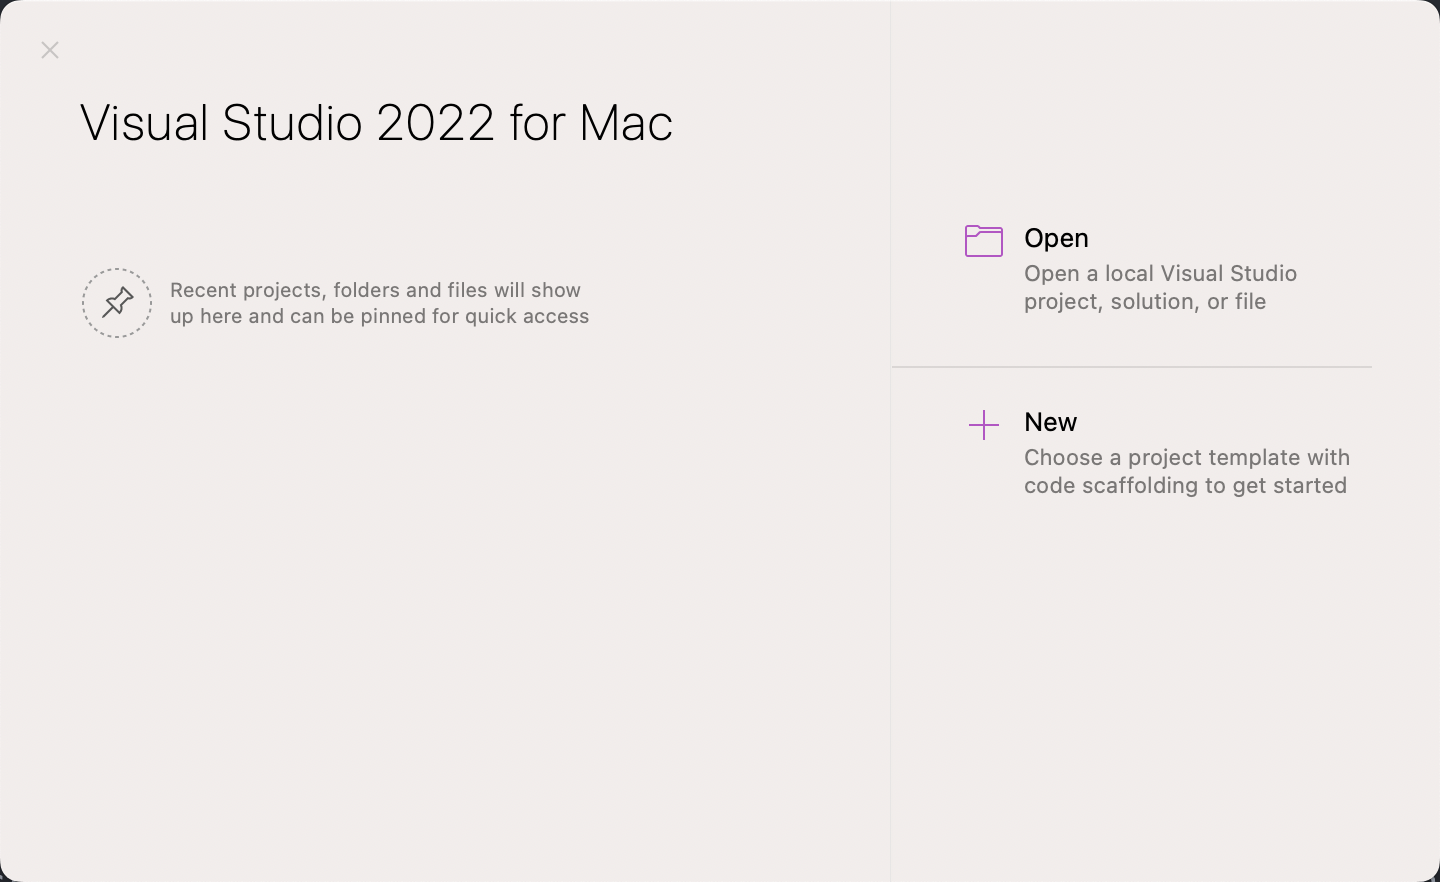 Visual Studio 2022 for Mac
Recent projects, folders and files will show
up here and can be pinned for quick access
Open
Open a local Visual Studio
project, solution, or file
New
Choose a project template with
code scaffolding to get started